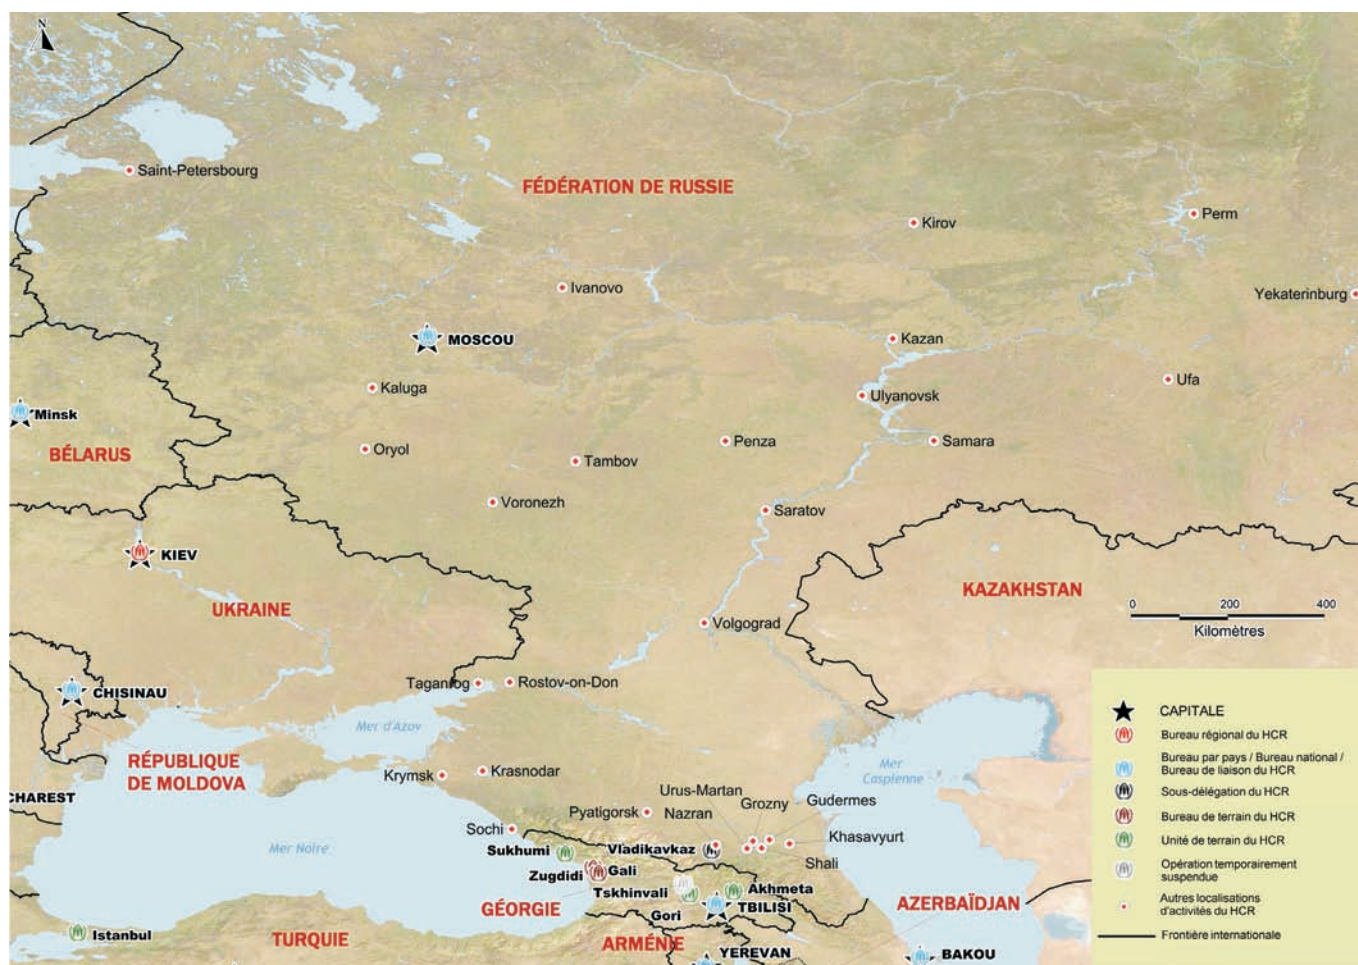 N
Saint-Petersbourg
FÉDÉRATION DE RUSSIE
Kirov
Perm
Ivanovo
Yekaterinburg
MOSCOU
Kazan
Kaluga
Ufa
Ulyanovsk
Minsk
BÉLARUS
Oryol
Penza
Samara
Tambov
Voronezh
Saratov
KIEV
UKRAINE
KAZAKHSTAN
0 200 400
Kilomètres
Volgograd
CHISINAU
Taganrog
Rostov-on-Don
Mer d'Azov
RÉPUBLIQUE
DE MOLDOVA
Krymsk
Krasnodar
Mer
Caspienne
CHAREST
Urus-Martan
Grozny
Gudermes
Pyatigorsk
Nazran
Sochi
Khasavyurt
Mer Noire
Sukhumi
Vladikavkaz
Shali
Zugdidi
Gali
Tskhinvali
Akhmeta
GÉORGIE
Gori
TBILISI
AZERBAÏDJAN
Istanbul
TURQUIE
ARMÉNIE
YEREVAN
BAKOU
CAPITALE
Bureau régional du HCR
Bureau par pays / Bureau national /
Bureau de liaison du HCR
Sous-délégation du HCR
Bureau de terrain du HCR
Unité de terrain du HCR
Opération temporairement
suspendue
Autres localisations
d'activités du HCR
Frontière internationale